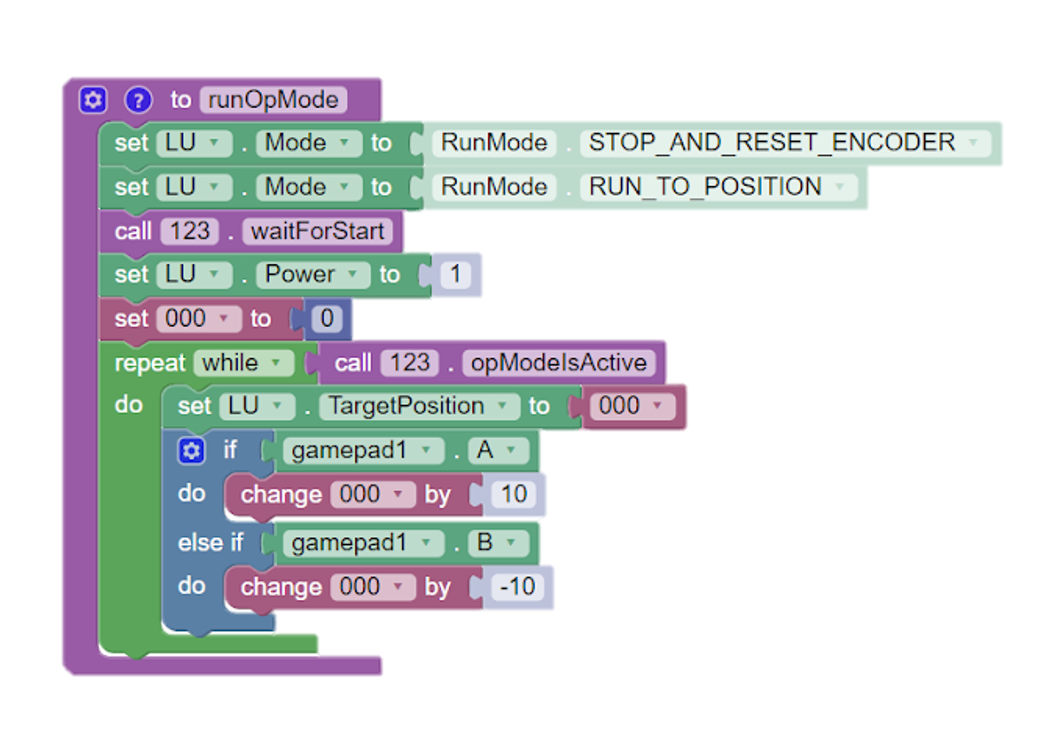 ? to runOpMode
set LU . Mode to RunMode . STOP_AND_RESET_ENCODER
set LU . Mode to RunMode . RUN_TO_POSITION
call 123 . waitForStart
set LU . Power to 1
set 000 to 0
repeat while call 123 . opModeIsActive
do set LU . TargetPosition to 000
if gamepad1 . A
do change 000 by 10
else if gamepad1 . B
do change 000 by -10